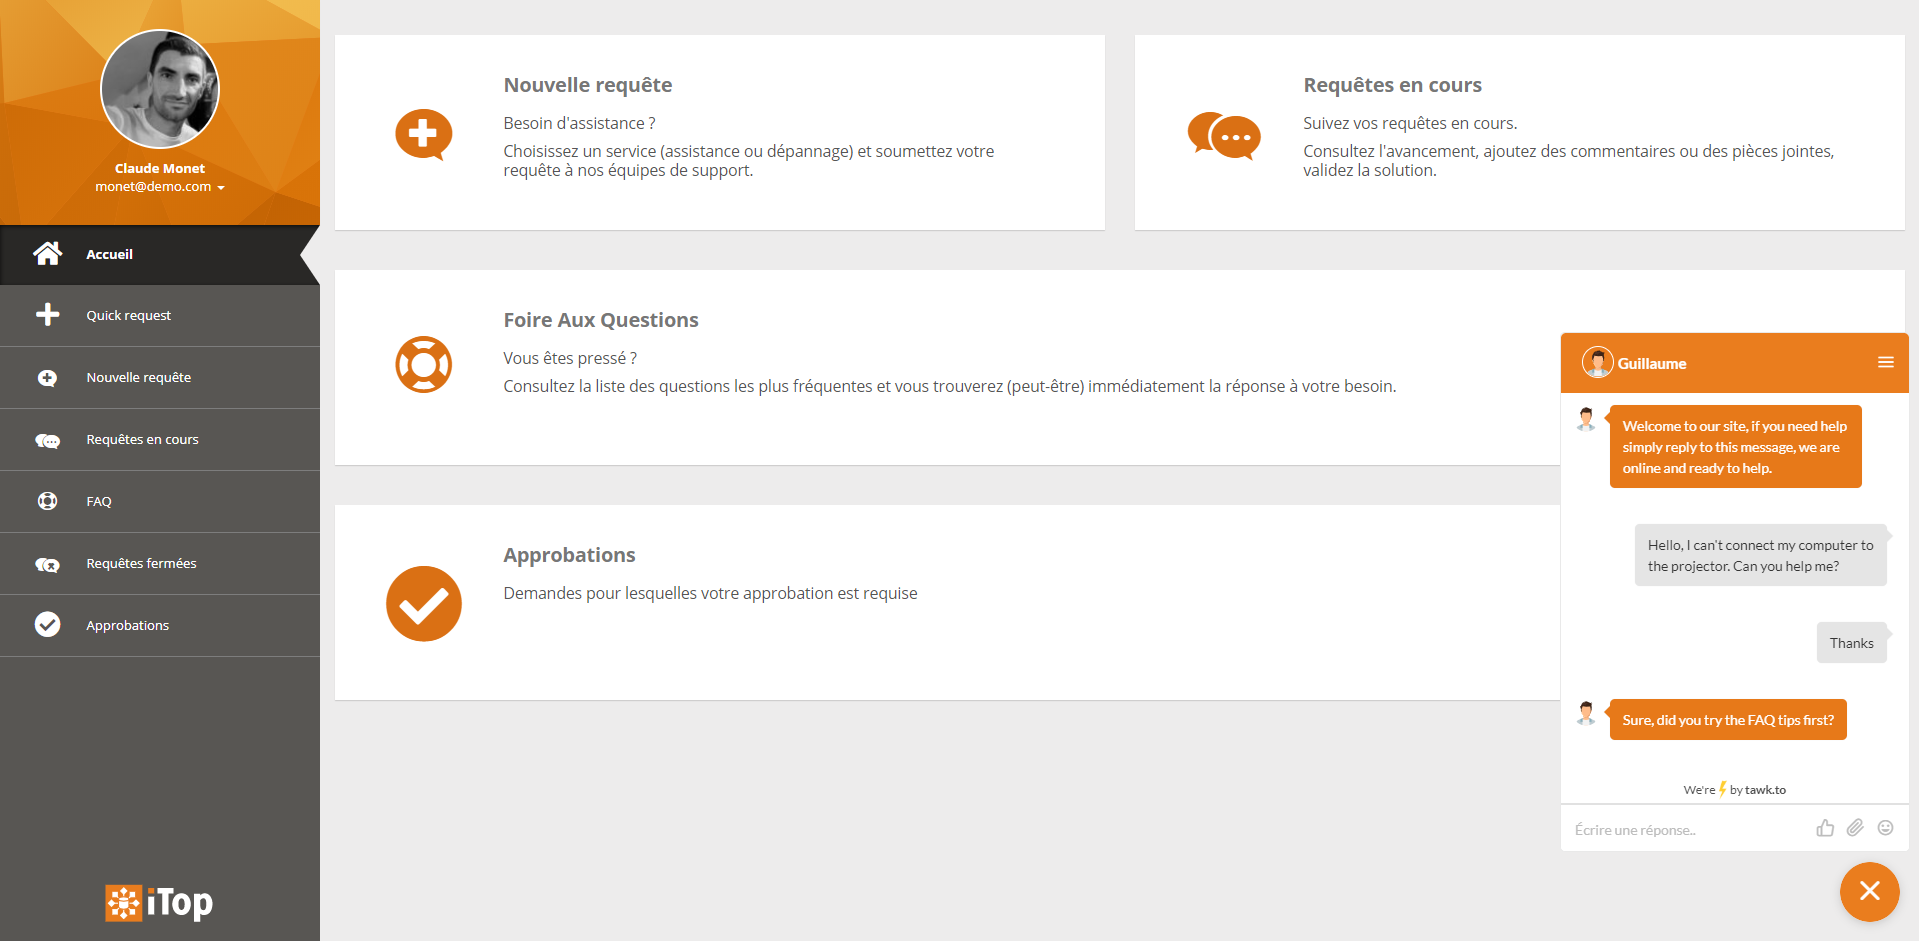 Claude Monet
monet@demo.com
Accueil
Quick request
Nouvelle requête
Requêtes en cours
FAQ
Requêtes fermées
Approbations
iTop
Nouvelle requête
Besoin d'assistance ?
Choisissez un service (assistance ou dépannage) et soumettez votre
requête à nos équipes de support.
Requêtes en cours
Suivez vos requêtes en cours.
Consultez l'avancement, ajoutez des commentaires ou des pièces jointes,
validez la solution.
Foire Aux Questions
Vous êtes pressé ?
Consultez la liste des questions les plus fréquentes et vous trouverez (peut-être) immédiatement la réponse à votre besoin.
Approbations
Demandes pour lesquelles votre approbation est requise
Guillaume
Welcome to our site, if you need help
simply reply to this message, we are
online and ready to help.
Hello, I can't connect my computer to
the projector. Can you help me?
Thanks
Sure, did you try the FAQ tips first?
We're by tawk.to
Écrire une réponse..